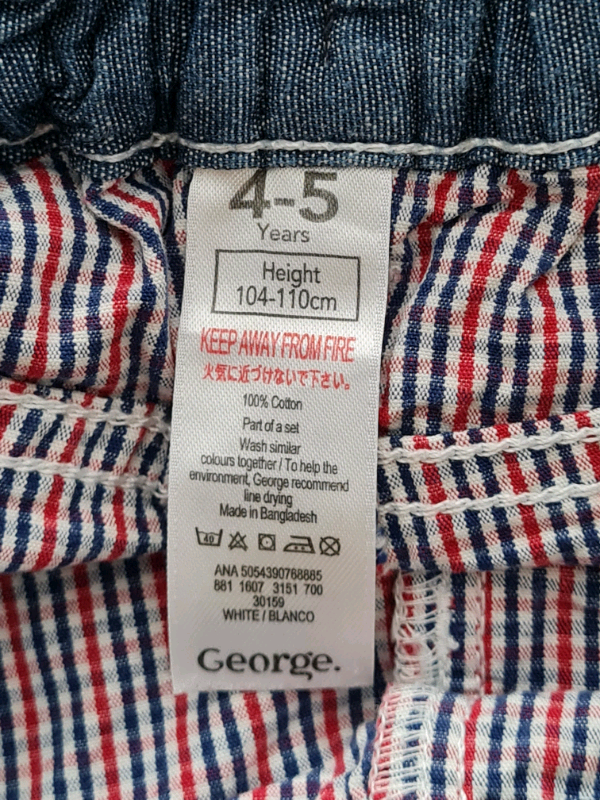 4-5
Years
Height
104-110cm
KEEP AWAY FROM FIRE
火気に近づけないで下さい。
100% Cotton
Part of a set
Wash similar
colours together / To help the
environment, George recommend
line drying
Made in Bangladesh
40
ANA 5054390768885
881 1607 3151 700
30159
WHITE / BLANCO
George.